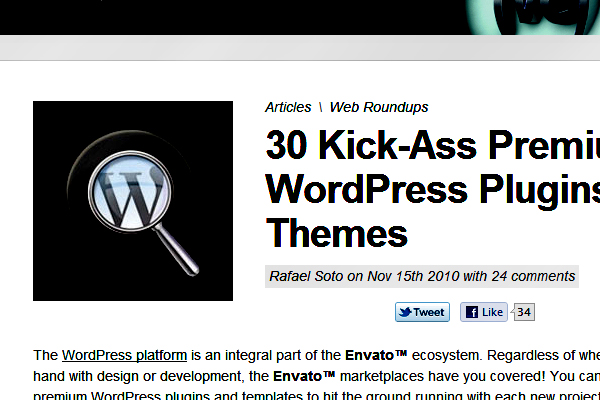 Articles \ Web Roundups
30 Kick-Ass
WordPress Plugins
Themes
Rafael Soto on Nov 15th 2010 with 24 comments
Tweet
Like
34
The WordPress platform is an integral part of the Envato™ ecosystem. Regardless of
hand with design or development, the Envato™ marketplaces have you covered! You can
premium WordPress plugins and templates to hit the ground running with each new